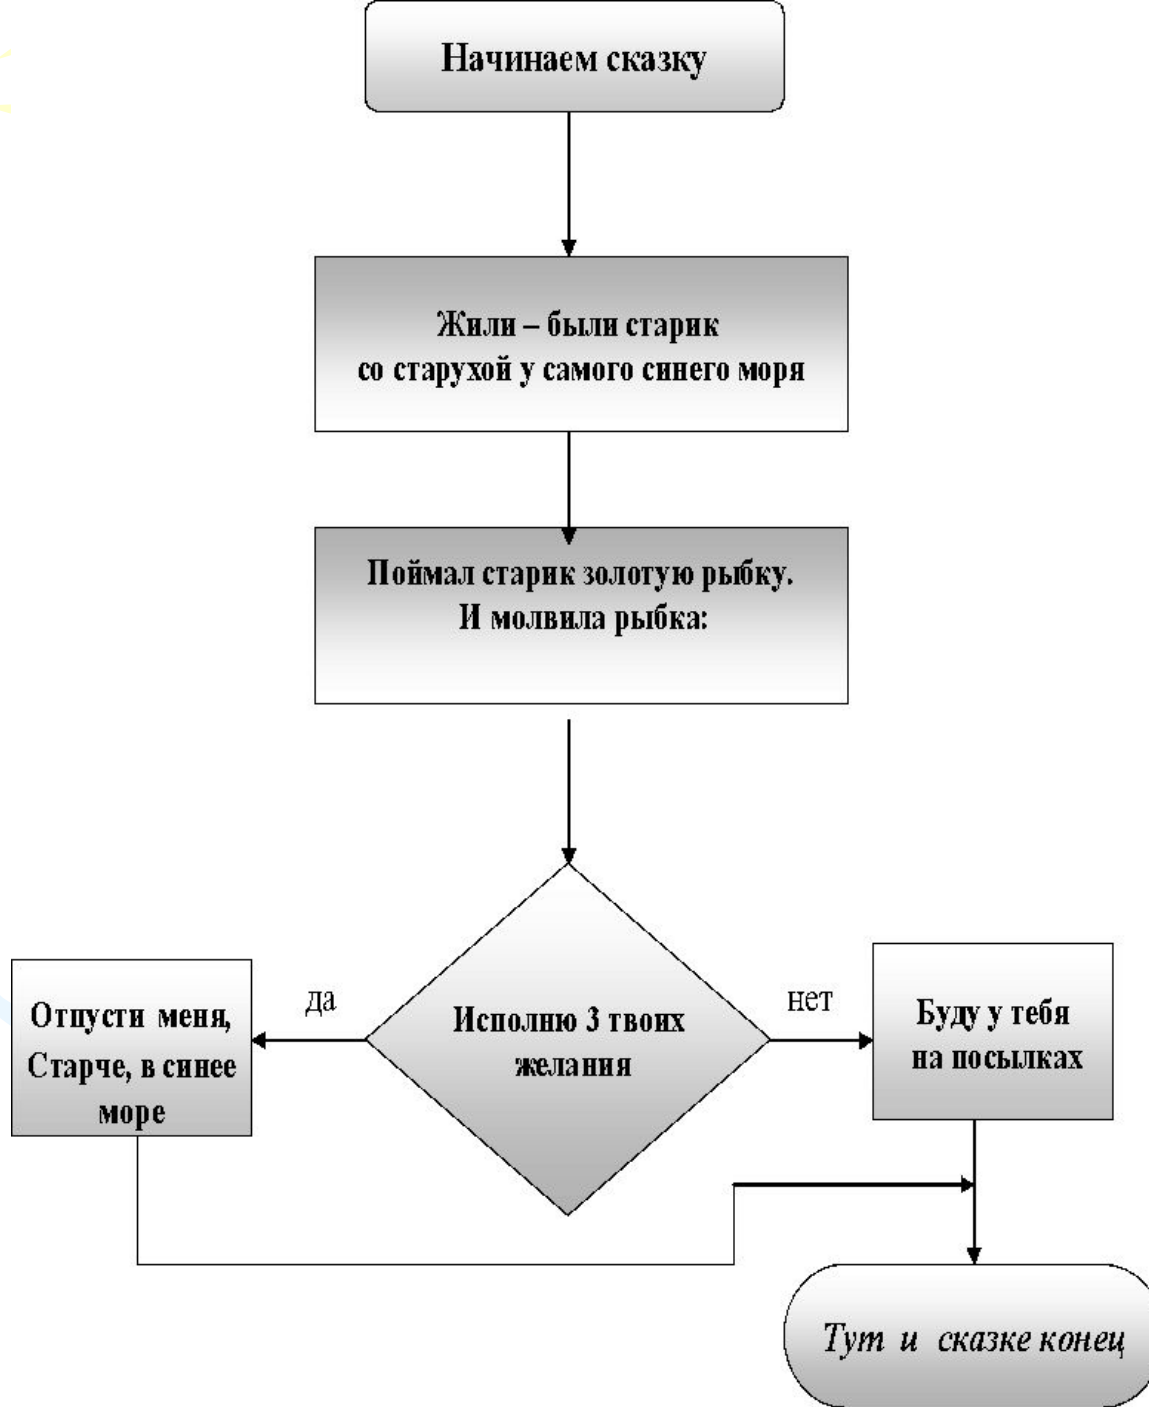 Начинаем сказку
Жили – были старик
со старухой у самого синего моря
Поймал старик золотую рыбку.
И молвила рыбка:
Исполню 3 твоих
желания
да
Отпусти меня,
Старче, в синее
море
нет
Буду у тебя
на посылках
Тут и сказке конец